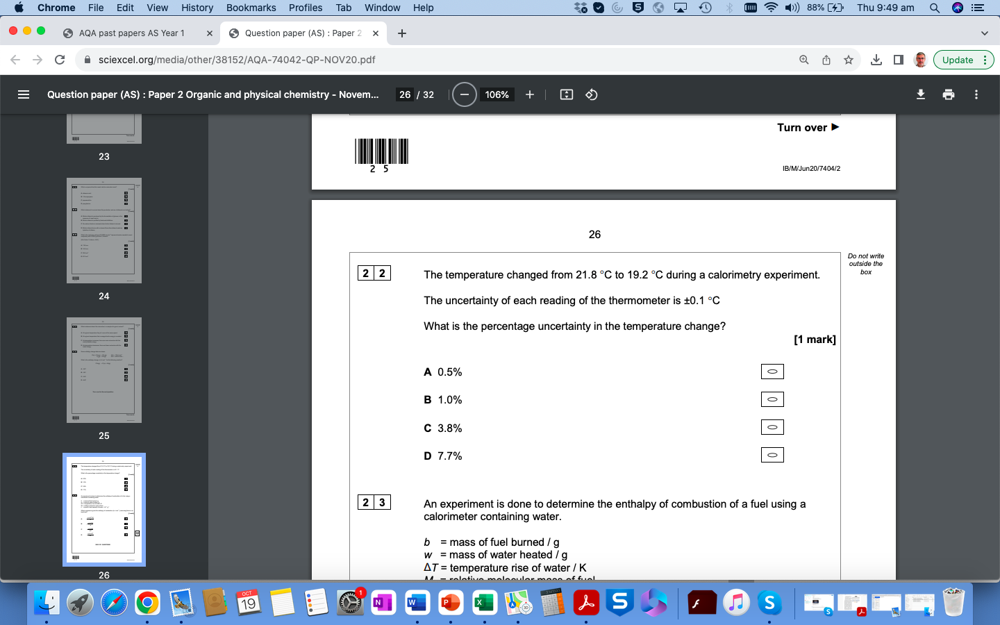 Chrome File Edit View History Bookmarks Profiles Tab Window Help 88% Thu 9:49 am
AQA past papers AS Year 1
Question paper (AS) : Paper 2
sciexcel.org/media/other/38152/AQA-74042-QP-NOV20.pdf
Update
Question paper (AS) : Paper 2 Organic and physical chemistry - Novem...
26 / 32
106%
23
24
25
26
Turn over
2 5
IB/M/Jun20/7404/2
26
Do not write
outside the
box
2 2
The temperature changed from 21.8 °C to 19.2 °C during a calorimetry experiment.
The uncertainty of each reading of the thermometer is ±0.1 °C
What is the percentage uncertainty in the temperature change?
[1 mark]
A 0.5%
B 1.0%
C 3.8%
D 7.7%
2 3
An experiment is done to determine the enthalpy of combustion of a fuel using a
calorimeter containing water.
b = mass of fuel burned / g
w = mass of water heated / g
ΔT = temperature rise of water / K
M = relative molecular mass of fuel
OCT
19
1